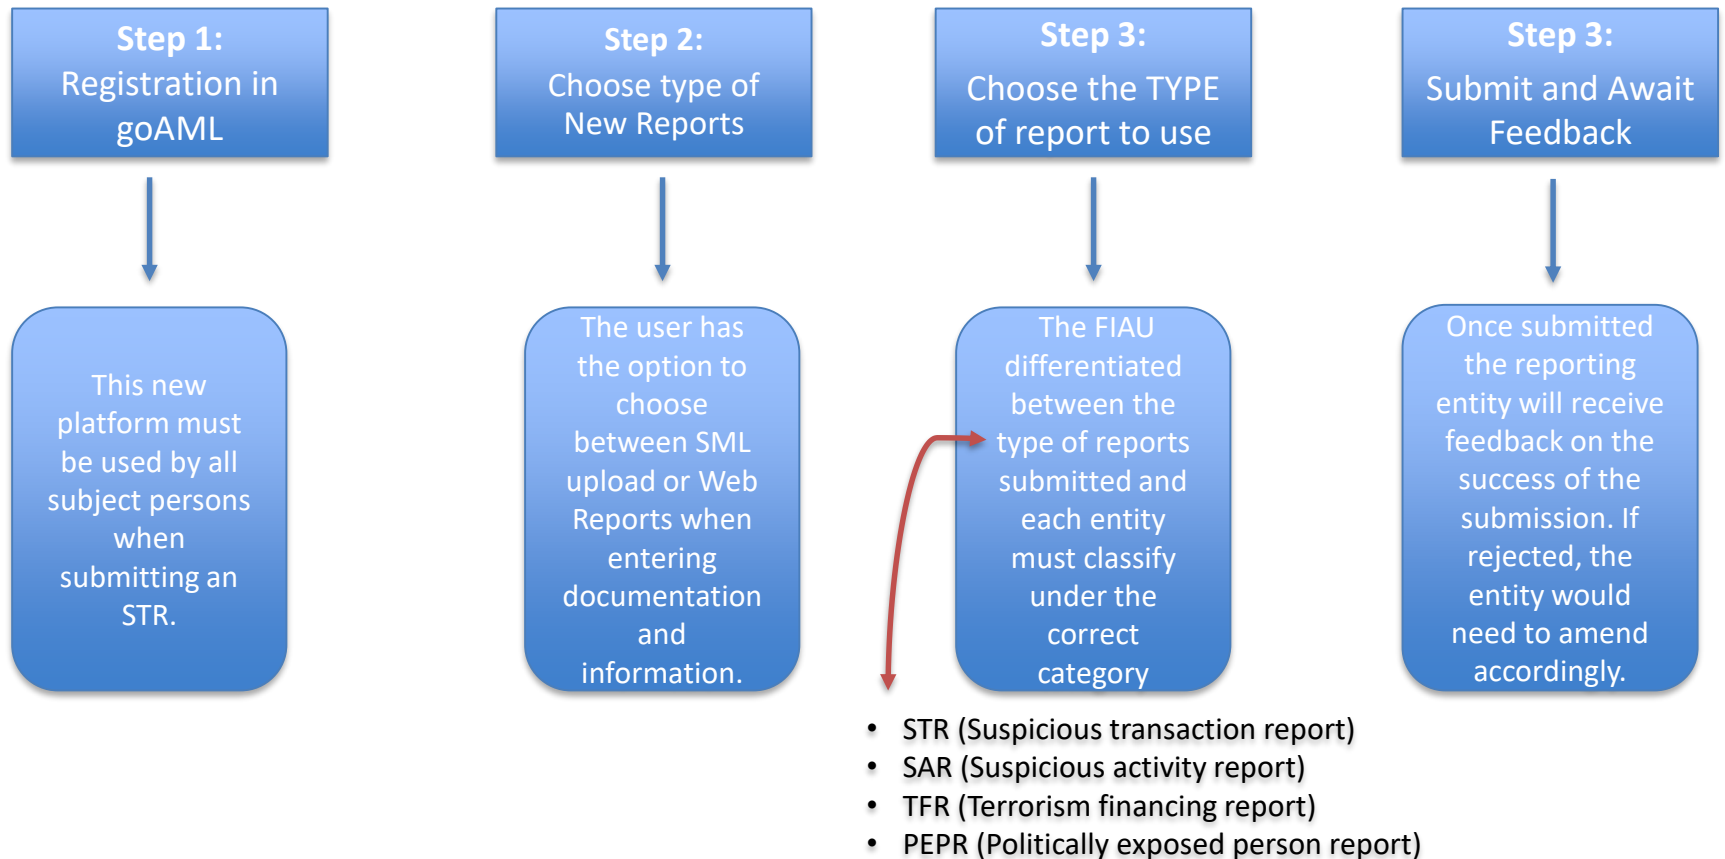 Step 1:
Registration in
goAML
Step 2:
Choose type of
New Reports
Step 3:
Choose the TYPE
of report to use
Step 3:
Submit and Await
Feedback
This new
platform must
be used by all
subject persons
when
submitting an
STR.
The user has
the option to
choose
between SML
upload or Web
Reports when
entering
documentation
and
information.
The FIAU
differentiated
between the
type of reports
submitted and
each entity
must classify
under the
correct
category
Once submitted
the reporting
entity will receive
feedback on the
success of the
submission. If
rejected, the
entity would
need to amend
accordingly.
• STR (Suspicious transaction report)
• SAR (Suspicious activity report)
• TFR (Terrorism financing report)
• PEPR (Politically exposed person report)